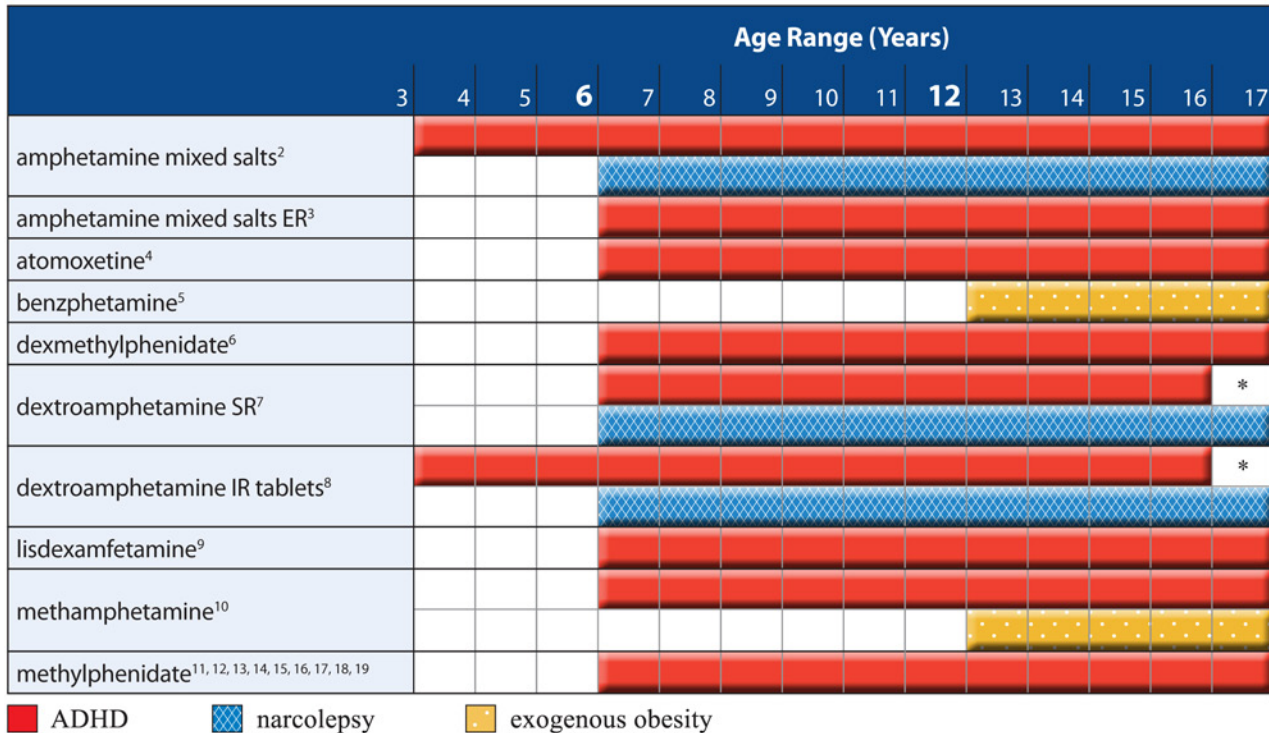 Age Range (Years)
3 4 5 6 7 8 9 10 11 12 13 14 15 16 17
amphetamine mixed salts2
amphetamine mixed salts ER3
atomoxetine4
benzphetamine5
dexmethylphenidate6
dextroamphetamine SR7
*
dextroamphetamine IR tablets8
*
lisdexamfetamine9
methamphetamine10
methylphenidate11, 12, 13, 14, 15, 16, 17, 18, 19
ADHD narcolepsy exogenous obesity